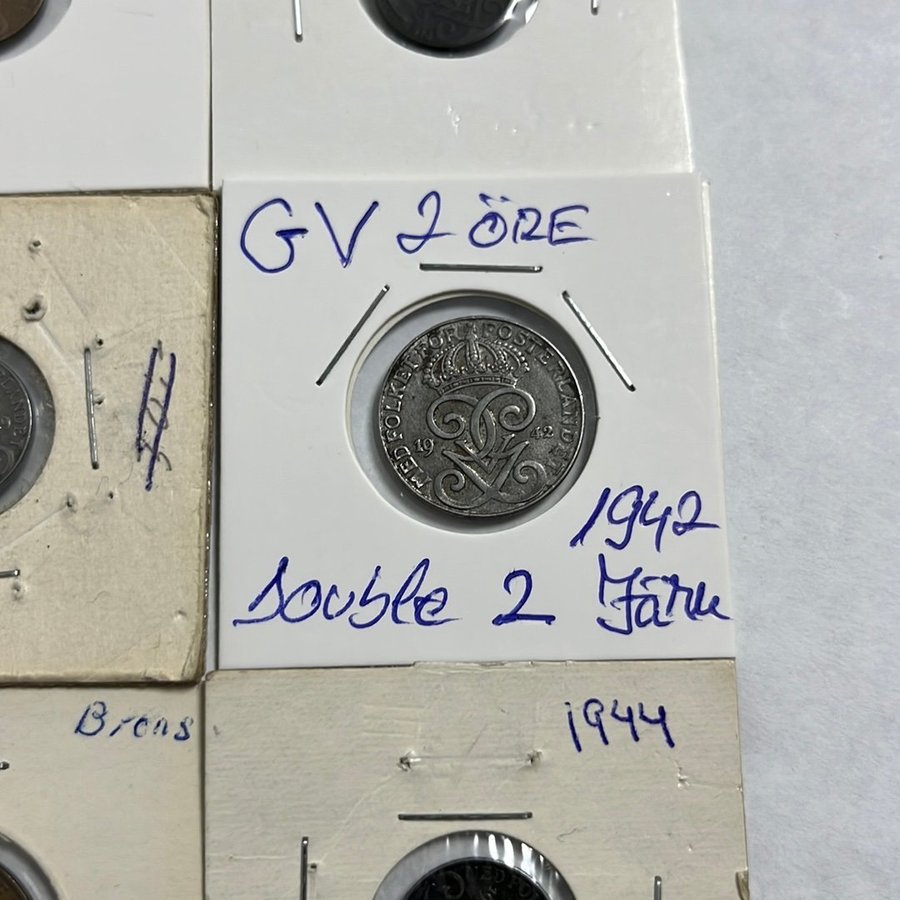 GV 2 ÖRE
MED FOLKET FÖR FOSTERLANDET
19 42
1942
Double 2 Järn
Brons
1944